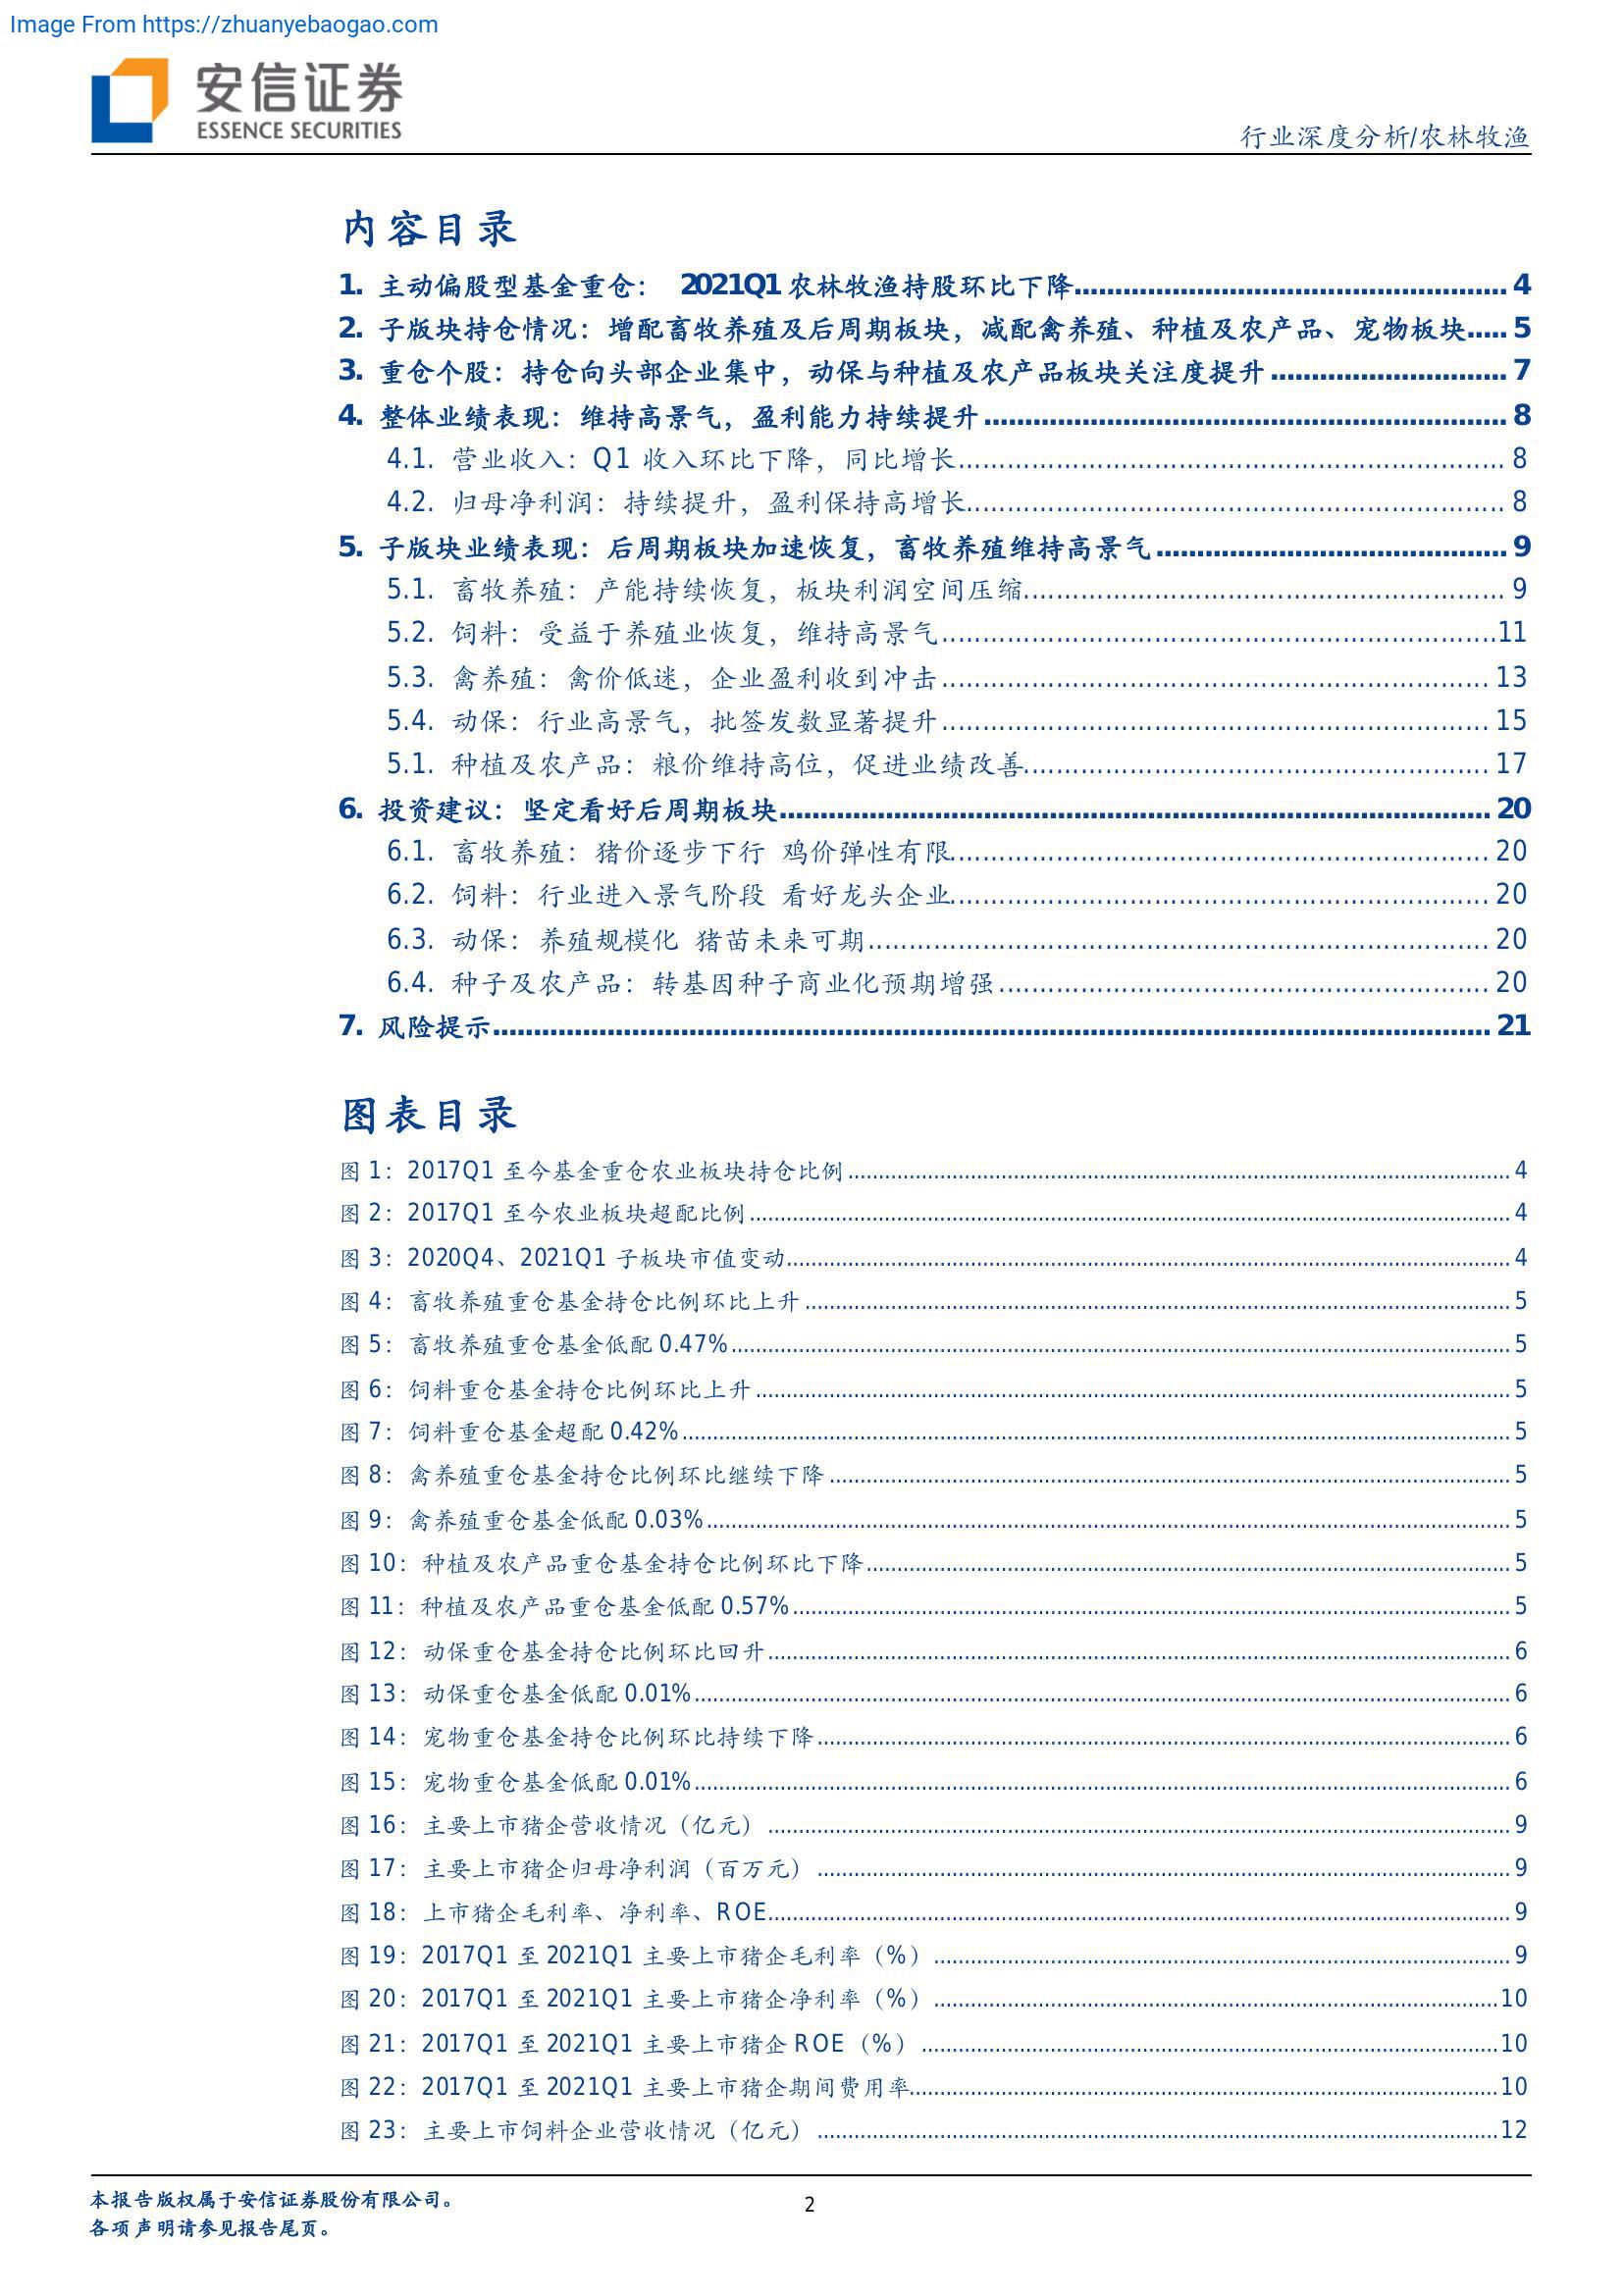 Image From https://zhuanyebaogao.com
安信证券
ESSENCE SECURITIES
行业深度分析/农林牧渔
内容目录
1. 主动偏股型基金重仓： 2021Q1 农林牧渔持股环比下降 4
2. 子版块持仓情况：增配畜牧养殖及后周期板块，减配禽养殖、种植及农产品、宠物板块 5
3. 重仓个股：持仓向头部企业集中，动保与种植及农产品板块关注度提升 7
4. 整体业绩表现：维持高景气，盈利能力持续提升 8
4.1. 营业收入：Q1 收入环比下降，同比增长 8
4.2. 归母净利润：持续提升，盈利保持高增长 8
5. 子版块业绩表现：后周期板块加速恢复，畜牧养殖维持高景气 9
5.1. 畜牧养殖：产能持续恢复，板块利润空间压缩 9
5.2. 饲料：受益于养殖业恢复，维持高景气 11
5.3. 禽养殖：禽价低迷，企业盈利收到冲击 13
5.4. 动保：行业高景气，批签发数显著提升 15
5.1. 种植及农产品：粮价维持高位，促进业绩改善 17
6. 投资建议：坚定看好后周期板块 20
6.1. 畜牧养殖：猪价逐步下行 鸡价弹性有限 20
6.2. 饲料：行业进入景气阶段 看好龙头企业 20
6.3. 动保：养殖规模化 猪苗未来可期 20
6.4. 种子及农产品：转基因种子商业化预期增强 20
7. 风险提示 21
图表目录
图 1：2017Q1 至今基金重仓农业板块持仓比例 4
图 2：2017Q1 至今农业板块超配比例 4
图 3：2020Q4、2021Q1 子板块市值变动 4
图 4：畜牧养殖重仓基金持仓比例环比上升 5
图 5：畜牧养殖重仓基金低配 0.47% 5
图 6：饲料重仓基金持仓比例环比上升 5
图 7：饲料重仓基金超配 0.42% 5
图 8：禽养殖重仓基金持仓比例环比继续下降 5
图 9：禽养殖重仓基金低配 0.03% 5
图 10：种植及农产品重仓基金持仓比例环比下降 5
图 11：种植及农产品重仓基金低配 0.57% 5
图 12：动保重仓基金持仓比例环比回升 6
图 13：动保重仓基金低配 0.01% 6
图 14：宠物重仓基金持仓比例环比持续下降 6
图 15：宠物重仓基金低配 0.01% 6
图 16：主要上市猪企营收情况（亿元） 9
图 17：主要上市猪企归母净利润（百万元） 9
图 18：上市猪企毛利率、净利率、ROE 9
图 19：2017Q1 至 2021Q1 主要上市猪企毛利率（%） 9
图 20：2017Q1 至 2021Q1 主要上市猪企净利率（%） 10
图 21：2017Q1 至 2021Q1 主要上市猪企 ROE（%） 10
图 22：2017Q1 至 2021Q1 主要上市猪企期间费用率 10
图 23：主要上市饲料企业营收情况（亿元） 12
本报告版权属于安信证券股份有限公司。
2
各项声明请参见报告尾页。